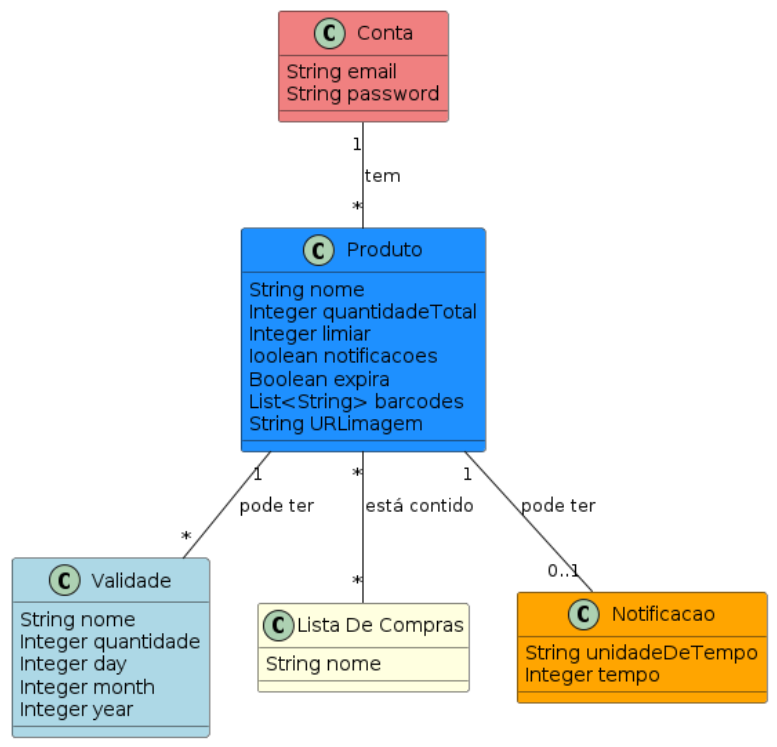 C Conta
String email
String password
1
tem
*
C Produto
String nome
Integer quantidadeTotal
Integer limiar
Ioolean notificacoes
Boolean expira
List<String> barcodes
String URLimagem
1 * 1
pode ter está contido pode ter
* * 0..1
C Validade
String nome
Integer quantidade
Integer day
Integer month
Integer year
C Lista De Compras
String nome
C Notificacao
String unidadeDeTempo
Integer tempo